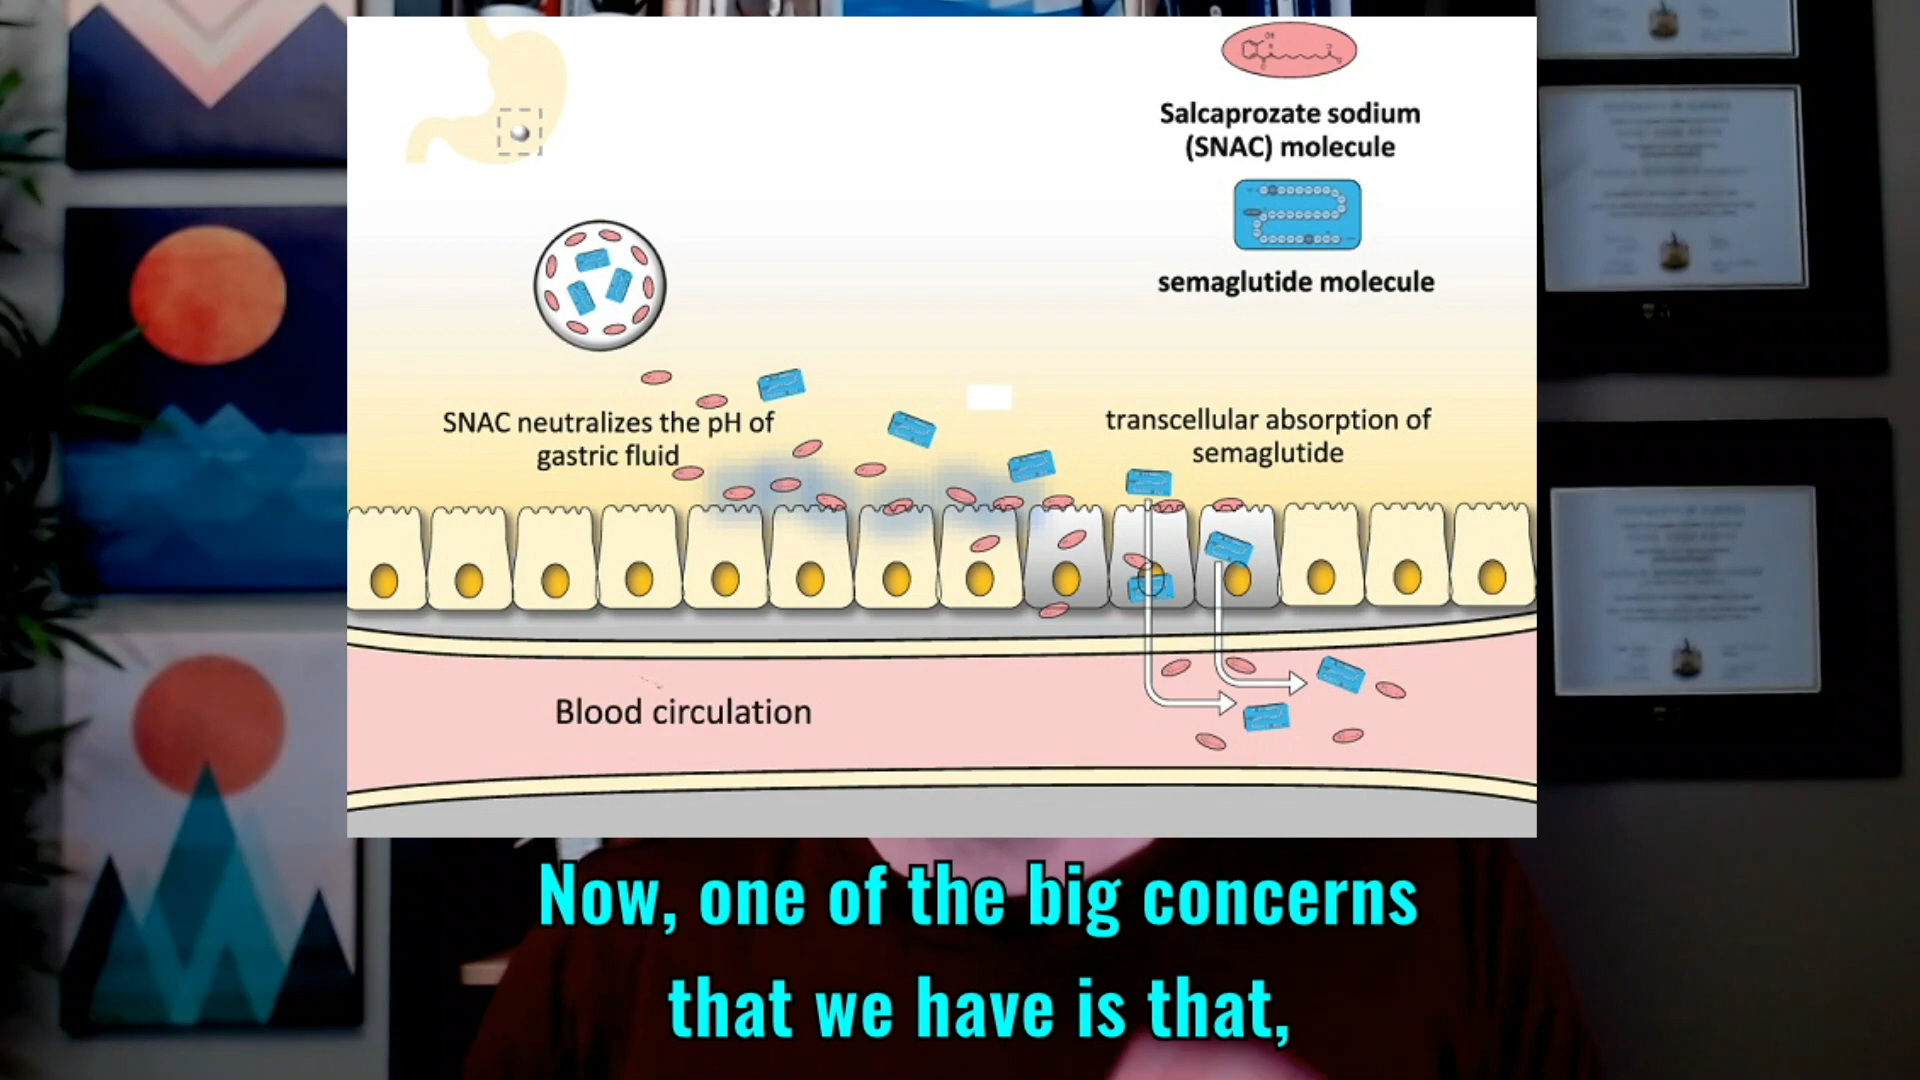 Salcaprozate sodium
(SNAC) molecule
semaglutide molecule
SNAC neutralizes the pH of
gastric fluid
transcellular absorption of
semaglutide
Blood circulation
Now, one of the big concerns
that we have is that,